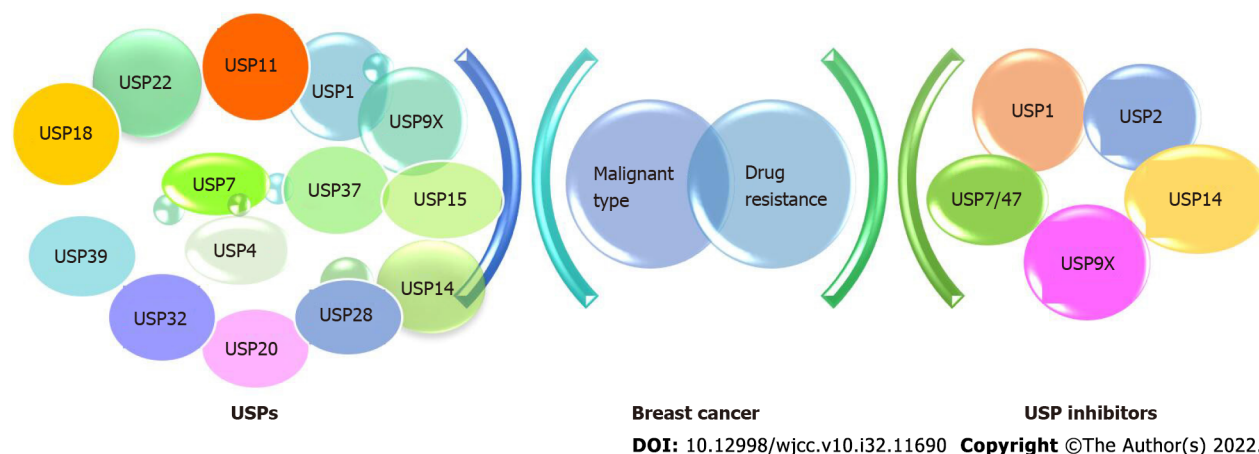 USP11
USP22
USP1
USP18
USP9X
USP7
USP37
USP15
USP4
USP39
USP14
USP32
USP28
USP20
Malignant
type
Drug
resistance
USP1
USP2
USP7/47
USP14
USP9X
USPs
Breast cancer
USP inhibitors
DOI: 10.12998/wjcc.v10.i32.11690 Copyright ©The Author(s) 2022.